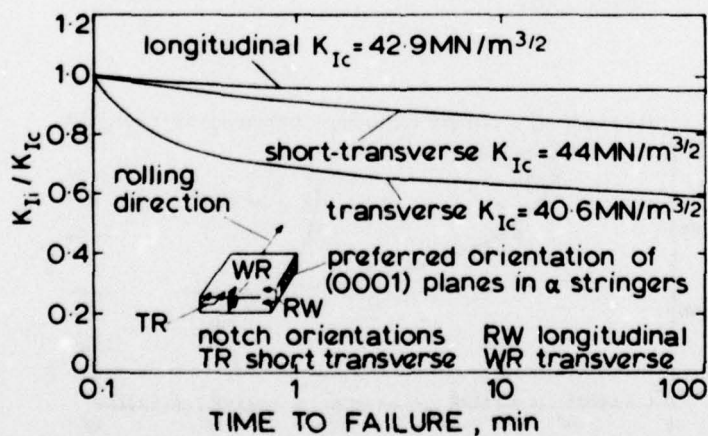 1·2
longitudinal K_Ic = 42·9 MN/m^3/2
1·0
0·8
short-transverse K_Ic = 44 MN/m^3/2
0·6
rolling direction
transverse K_Ic = 40·6 MN/m^3/2
K_Ii / K_Ic
0·4
WR
preferred orientation of
(0001) planes in α stringers
0·2
TR
RW
notch orientations RW longitudinal
TR short transverse WR transverse
0
0·1 1 10 100
TIME TO FAILURE , min